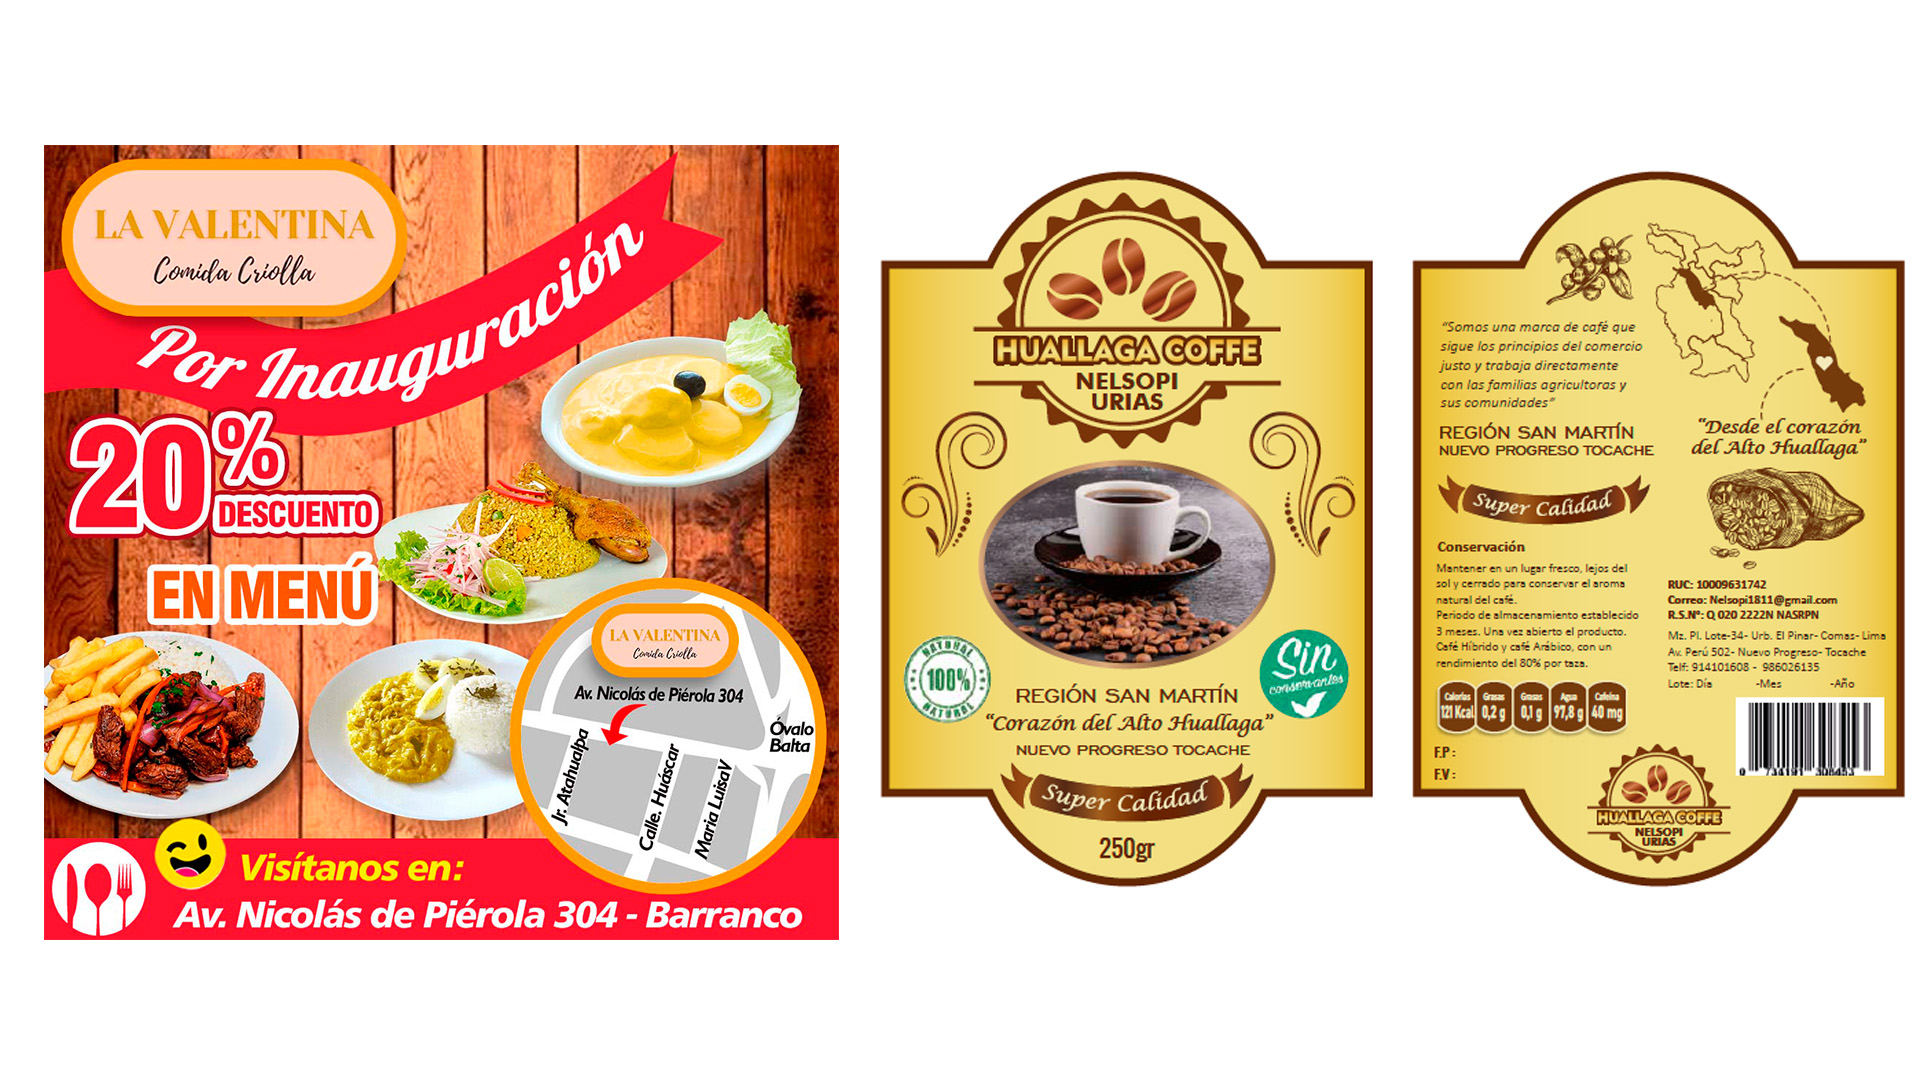 LA VALENTINA
Comida Criolla
Por Inauguración
20%
DESCUENTO
EN MENÚ
LA VALENTINA
Comida Criolla
Av. Nicolás de Piérola 304
Óvalo
Balta
Jr. Atahualpa
Calle. Huáscar
Maria LuisaV
Visítanos en:
Av. Nicolás de Piérola 304 - Barranco
HUALLAGA COFFE
NELSOPI
URIAS
NATURAL
100%
NATURAL
Sin
conservantes
REGIÓN SAN MARTÍN
“Corazón del Alto Huallaga”
NUEVO PROGRESO TOCACHE
Super Calidad
250gr
“Somos una marca de café que
sigue los principios del comercio
justo y trabaja directamente
con las familias agricultoras y
sus comunidades”
REGIÓN SAN MARTÍN
NUEVO PROGRESO TOCACHE
“Desde el corazón
del Alto Huallaga”
Super Calidad
Conservación
Mantener en un lugar fresco, lejos del
sol y cerrado para conservar el aroma
natural del café.
Periodo de almacenamiento establecido
3 meses. Una vez abierto el producto.
Café Híbrido y café Arábico, con un
rendimiento del 80% por taza.
RUC: 10009631742
Correo: Nelsopi1811@gmail.com
R.S.Nº: Q 020 2222N NASRPN
Mz. Pl. Lote-34- Urb. El Pinar- Comas- Lima
Av. Perú 502- Nuevo Progreso- Tocache
Telf: 914101608 - 986026135
Lote: Día -Mes -Año
Calorías Grasas Grasas Agua Cafeína
121 Kcal 0,2 g 0,1 g 97,8 g 40 mg
F.P :
F.V :
0 734191 308453
HUALLAGA COFFE
NELSOPI
URIAS